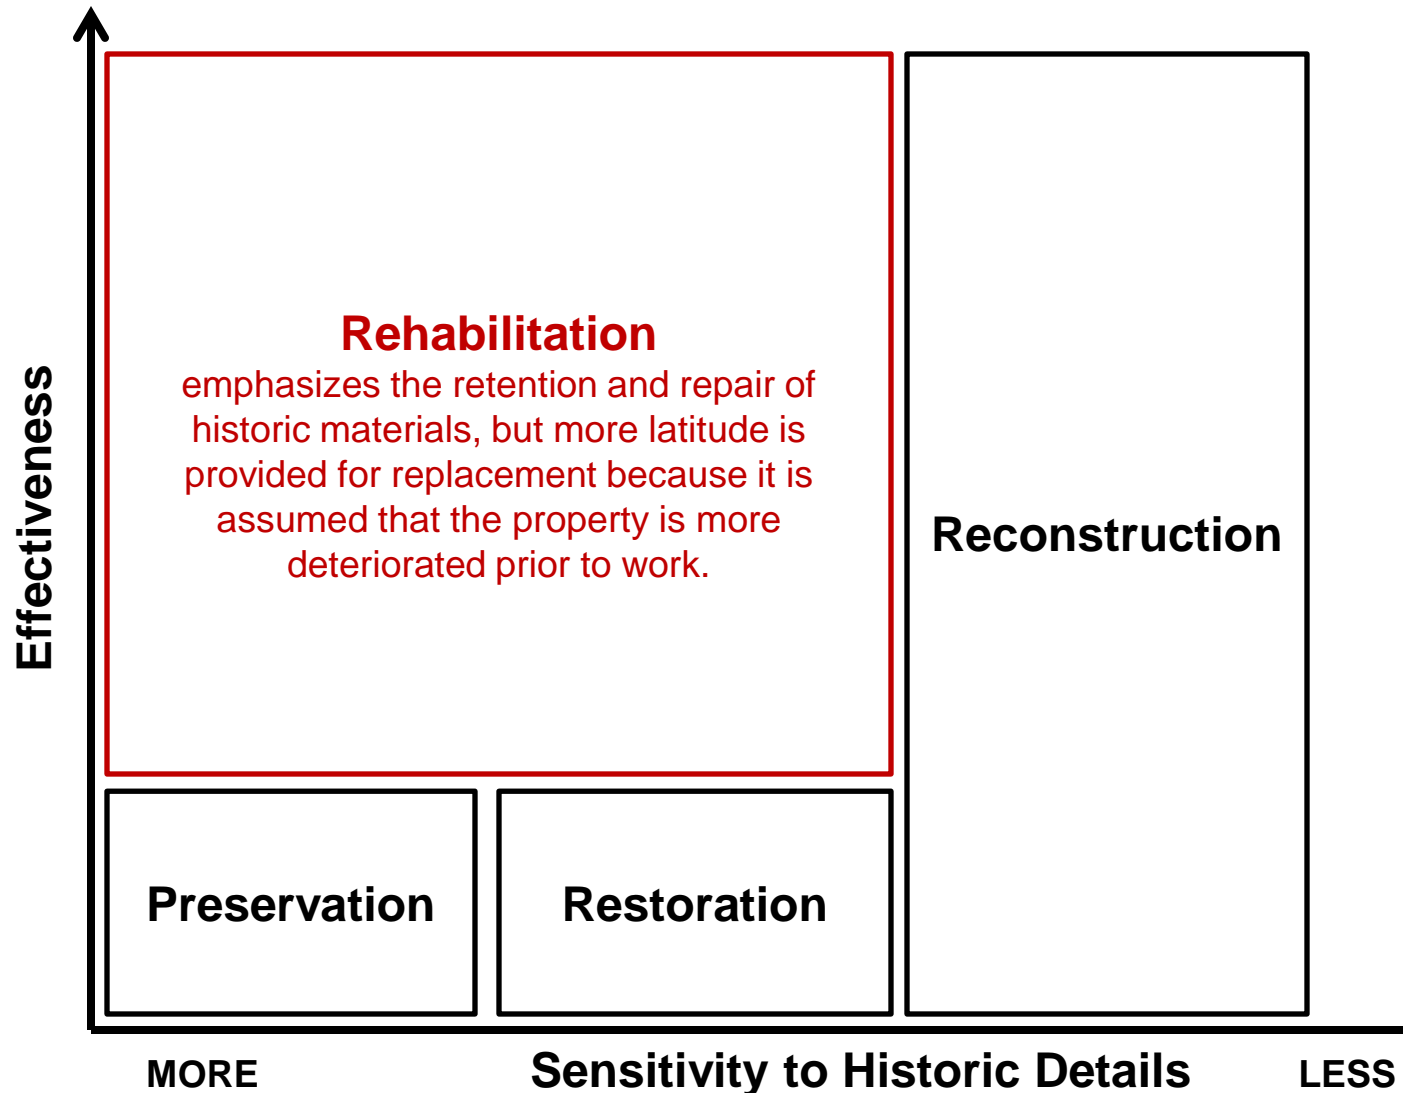 Effectiveness
Rehabilitation
emphasizes the retention and repair of
historic materials, but more latitude is
provided for replacement because it is
assumed that the property is more
deteriorated prior to work.
Reconstruction
Preservation
Restoration
MORE
Sensitivity to Historic Details
LESS